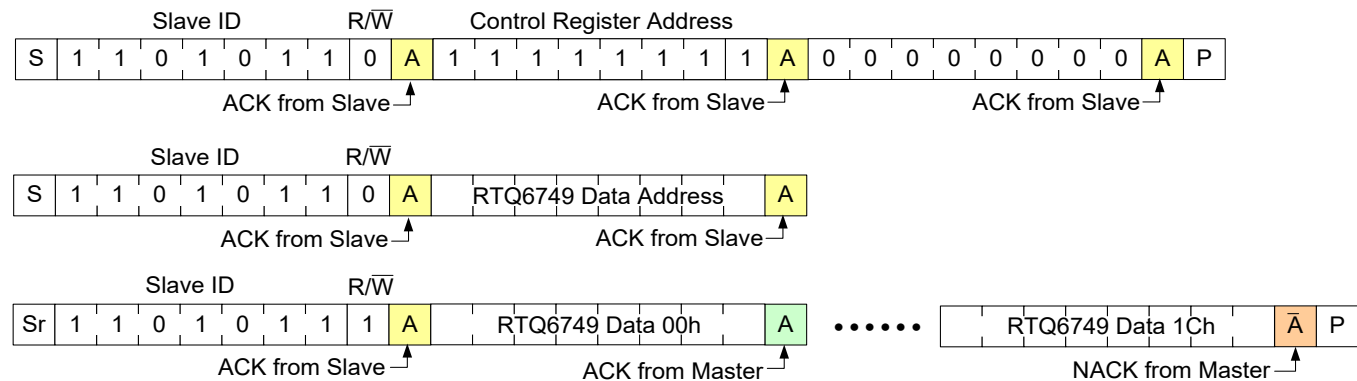 Slave ID R/W̅ Control Register Address
S 1 1 0 1 0 1 1 0 A 1 1 1 1 1 1 1 1 A 0 0 0 0 0 0 0 0 A P
ACK from Slave ACK from Slave ACK from Slave
Slave ID R/W̅
S 1 1 0 1 0 1 1 0 A RTQ6749 Data Address A
ACK from Slave ACK from Slave
Slave ID R/W̅
Sr 1 1 0 1 0 1 1 1 A RTQ6749 Data 00h A •••••• RTQ6749 Data 1Ch A̅ P
ACK from Slave ACK from Master NACK from Master